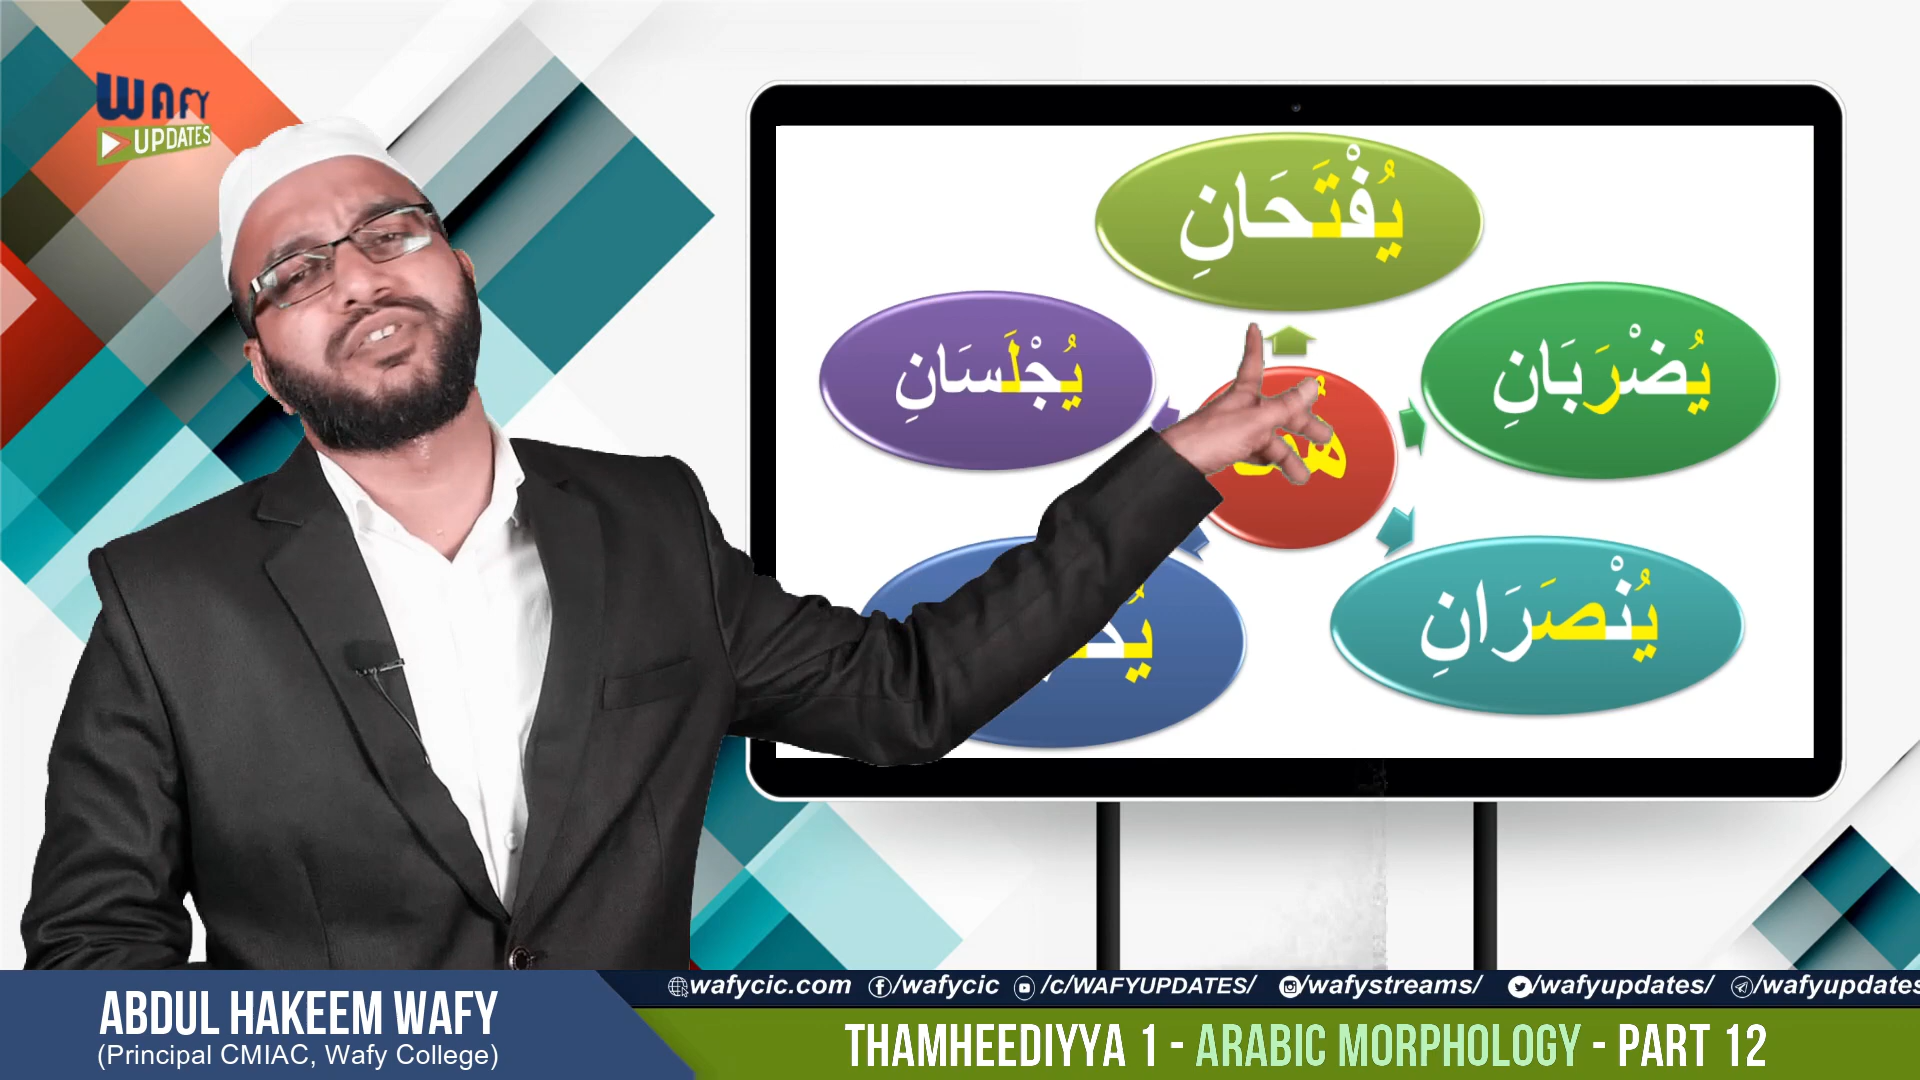 WAFY
UPDATES
يُفْتَحَانِ
يُجْلَسَانِ
يُضْرَبَانِ
يُنْصَرَانِ
wafycic.com /wafycic /c/WAFYUPDATES/ /wafystreams/ /wafyupdates/ /wafyupdates
ABDUL HAKEEM WAFY
(Principal CMIAC, Wafy College)
THAMHEEDIYYA 1 - ARABIC MORPHOLOGY - PART 12